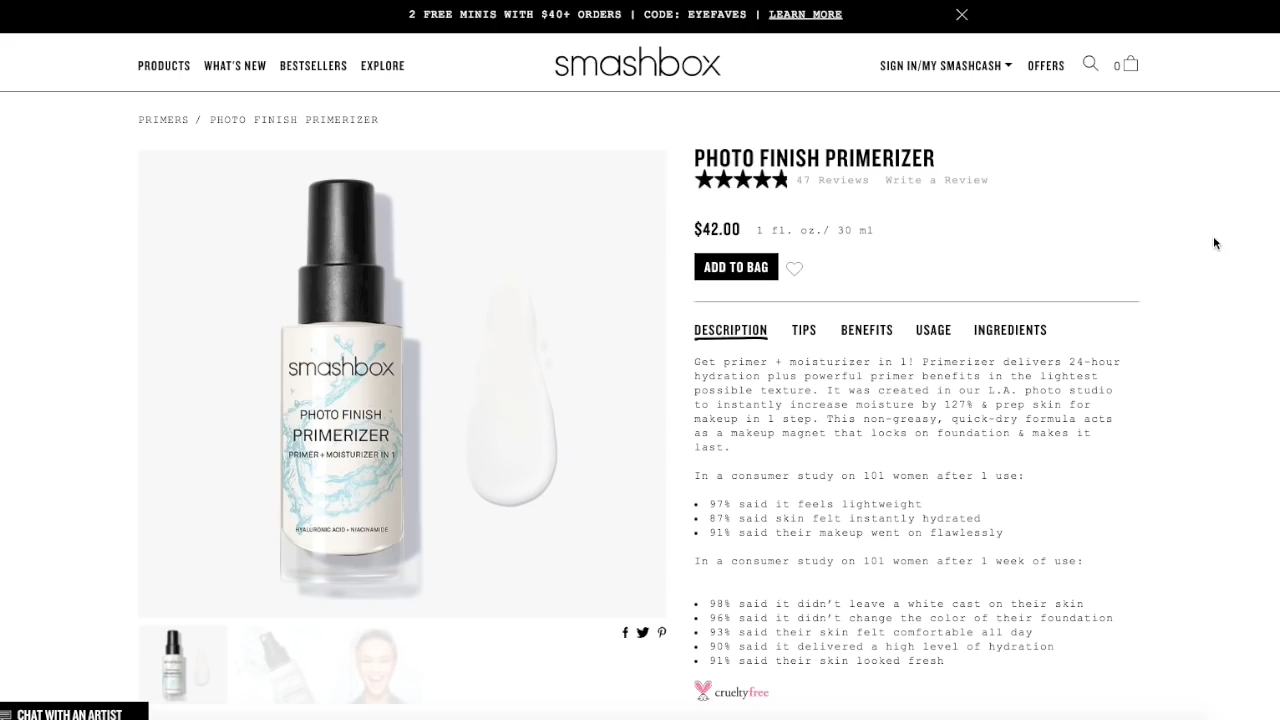 2 FREE MINIS WITH $40+ ORDERS | CODE: EYEFAVES | LEARN MORE
PRODUCTS WHAT'S NEW BESTSELLERS EXPLORE
smashbox
SIGN IN/MY SMASHCASH OFFERS 0
PRIMERS / PHOTO FINISH PRIMERIZER
PHOTO FINISH PRIMERIZER
47 Reviews Write a Review
$42.00 1 fl. oz./ 30 ml
ADD TO BAG
DESCRIPTION TIPS BENEFITS USAGE INGREDIENTS
Get primer + moisturizer in 1! Primerizer delivers 24-hour
hydration plus powerful primer benefits in the lightest
possible texture. It was created in our L.A. photo studio
to instantly increase moisture by 127% & prep skin for
makeup in 1 step. This non-greasy, quick-dry formula acts
as a makeup magnet that locks on foundation & makes it
last.
In a consumer study on 101 women after 1 use:
• 97% said it feels lightweight
• 87% said skin felt instantly hydrated
• 91% said their makeup went on flawlessly
In a consumer study on 101 women after 1 week of use:
• 98% said it didn't leave a white cast on their skin
• 96% said it didn't change the color of their foundation
• 93% said their skin felt comfortable all day
• 90% said it delivered a high level of hydration
• 91% said their skin looked fresh
crueltyfree
smashbox
PHOTO FINISH
PRIMERIZER
PRIMER+MOISTURIZER IN 1
HYALURONIC ACID + NIACINAMIDE
CHAT WITH AN ARTIST